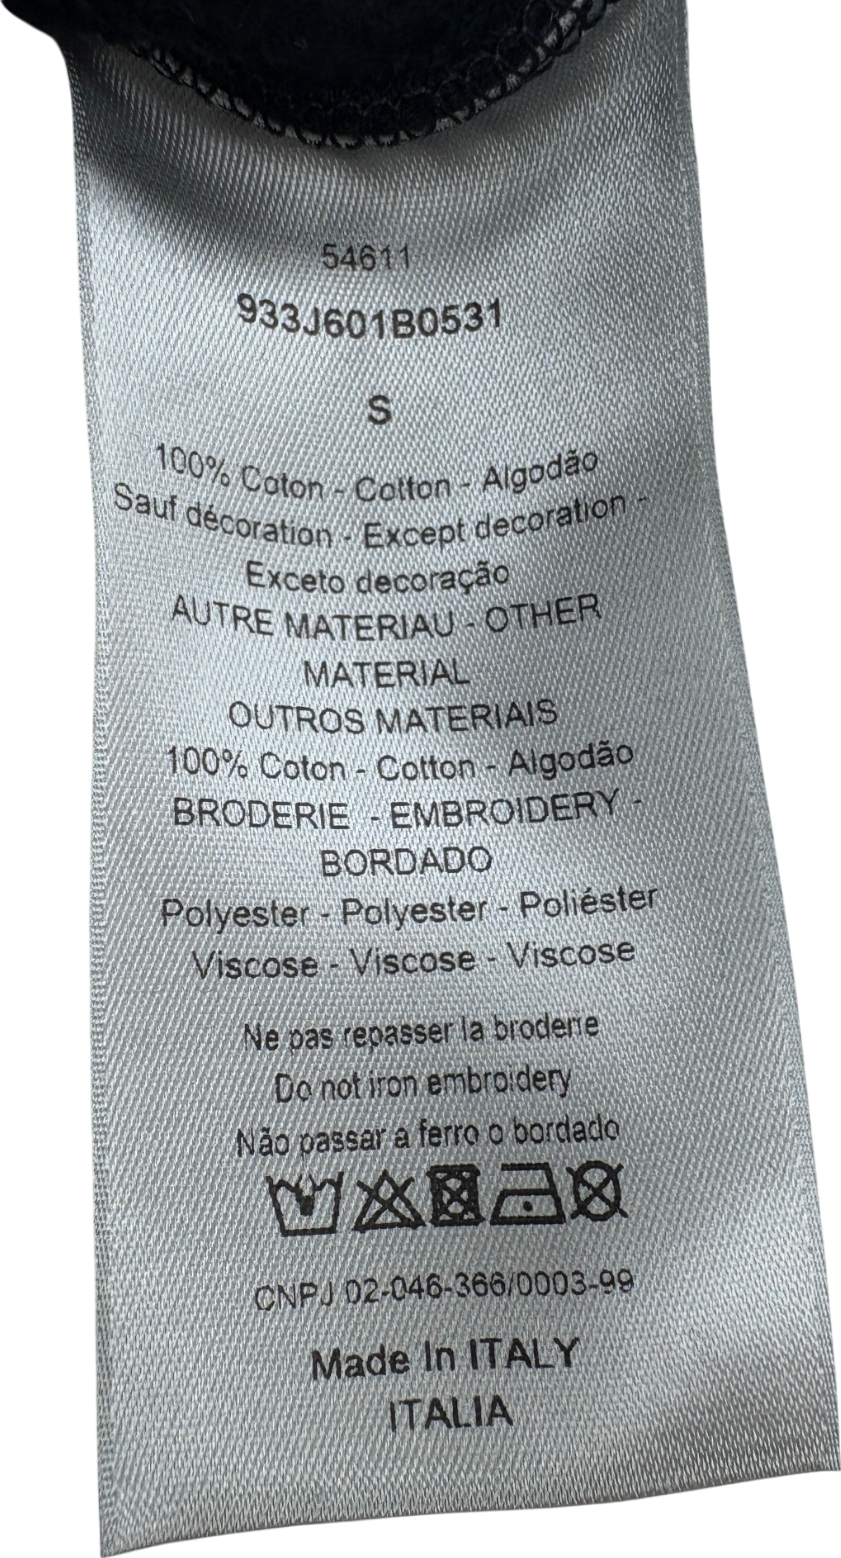 54611
933J601B0531
S
100% Coton - Cotton - Algodão
Sauf décoration - Except decoration -
Exceto decoração
AUTRE MATERIAU - OTHER
MATERIAL
OUTROS MATERIAIS
100% Coton - Cotton - Algodão
BRODERIE - EMBROIDERY -
BORDADO
Polyester - Polyester - Poliéster
Viscose - Viscose - Viscose
Ne pas repasser la broderie
Do not iron embroidery
Não passar a ferro o bordado
CNPJ 02-046-366/0003-99
Made In ITALY
ITALIA